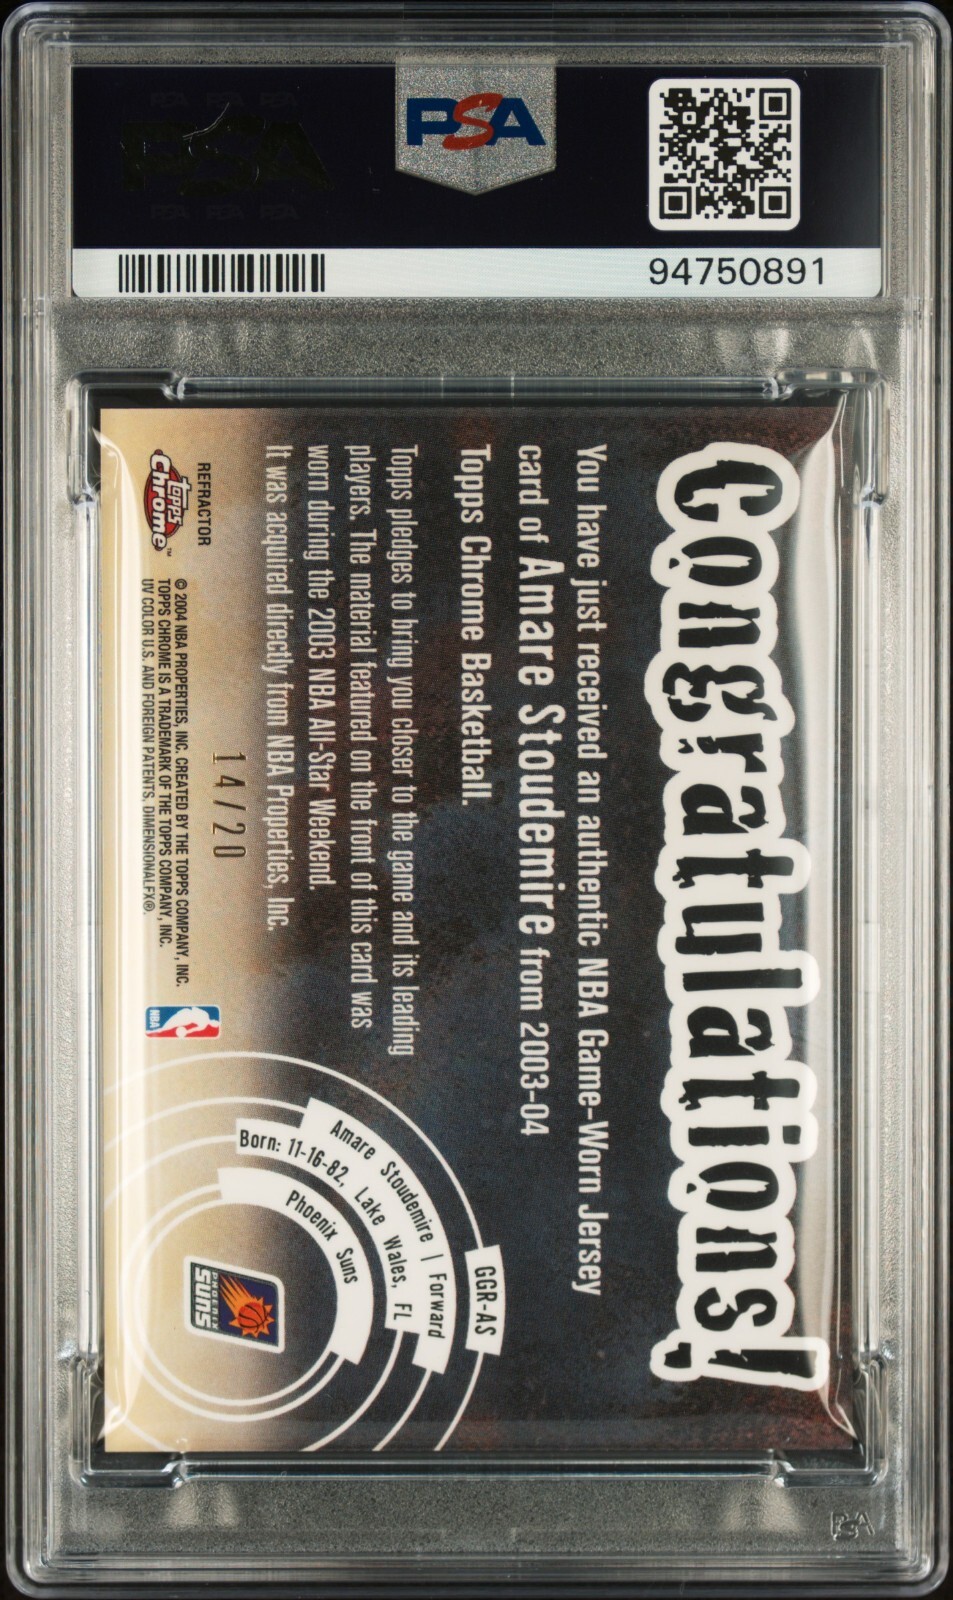 PSA
94750891
Congratulations!
You have just received an authentic NBA Game-Worn Jersey
card of Amare Stoudemire from 2003-04
Topps Chrome Basketball.
Topps pledges to bring you closer to the game and its leading
players. The material featured on the front of this card was
worn during the 2003 NBA All-Star Weekend.
It was acquired directly from NBA Properties, Inc.
14/20
REFRACTOR
topps Chrome™
© 2004 NBA PROPERTIES, INC. CREATED BY THE TOPPS COMPANY, INC.
TOPPS CHROME IS A TRADEMARK OF THE TOPPS COMPANY, INC.
UV COLOR U.S. AND FOREIGN PATENTS, DIMENSIONALFX®.
NBA
GGR-AS
Amare Stoudemire | Forward
Born: 11-16-82, Lake Wales, FL
Phoenix Suns
PHOENIX
SUNS
PSA